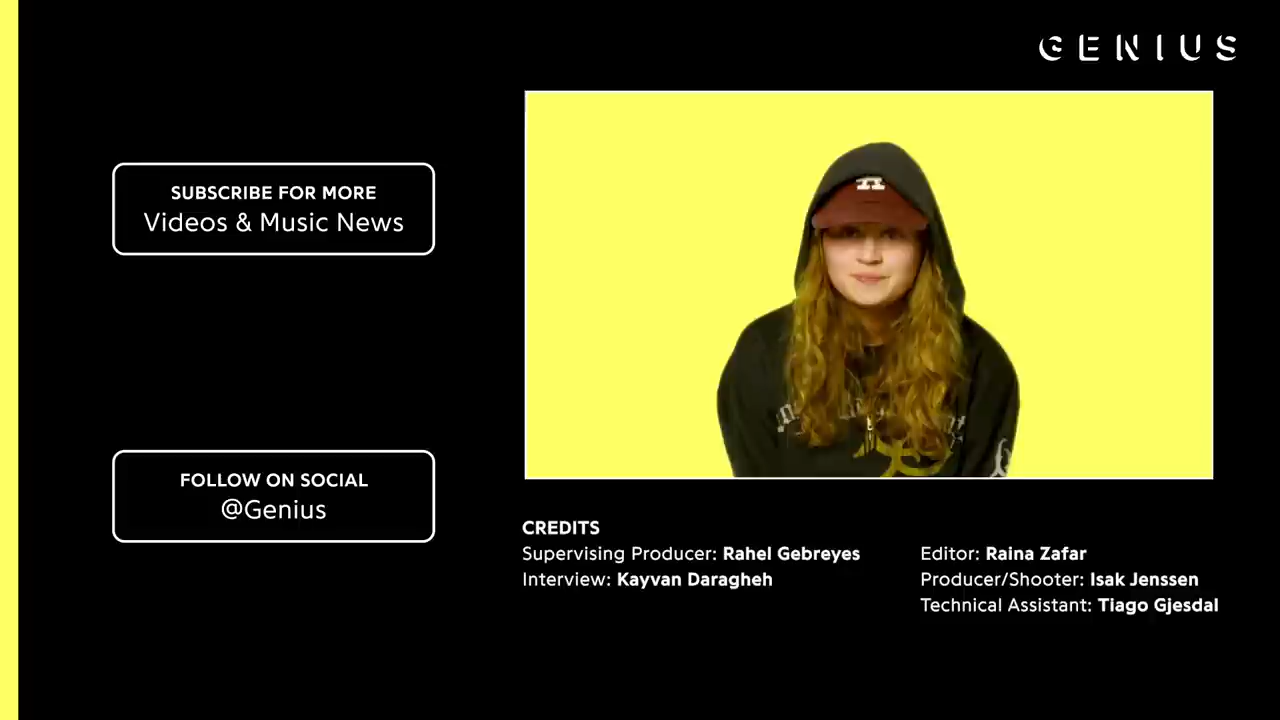 GENIUS
SUBSCRIBE FOR MORE
Videos & Music News
FOLLOW ON SOCIAL
@Genius
CREDITS
Supervising Producer: Rahel Gebreyes
Interview: Kayvan Daragheh
Editor: Raina Zafar
Producer/Shooter: Isak Jenssen
Technical Assistant: Tiago Gjesdal